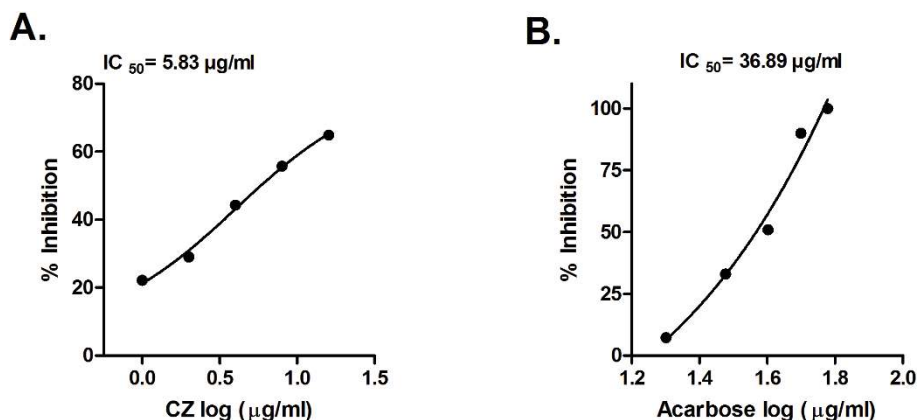 A.
IC 50= 5.83 µg/ml
80
60
40
20
0
% Inhibition
0.0 0.5 1.0 1.5
CZ log (µg/ml)
B.
IC 50= 36.89 µg/ml
100
75
50
25
0
% Inhibition
1.2 1.4 1.6 1.8 2.0
Acarbose log (µg/ml)